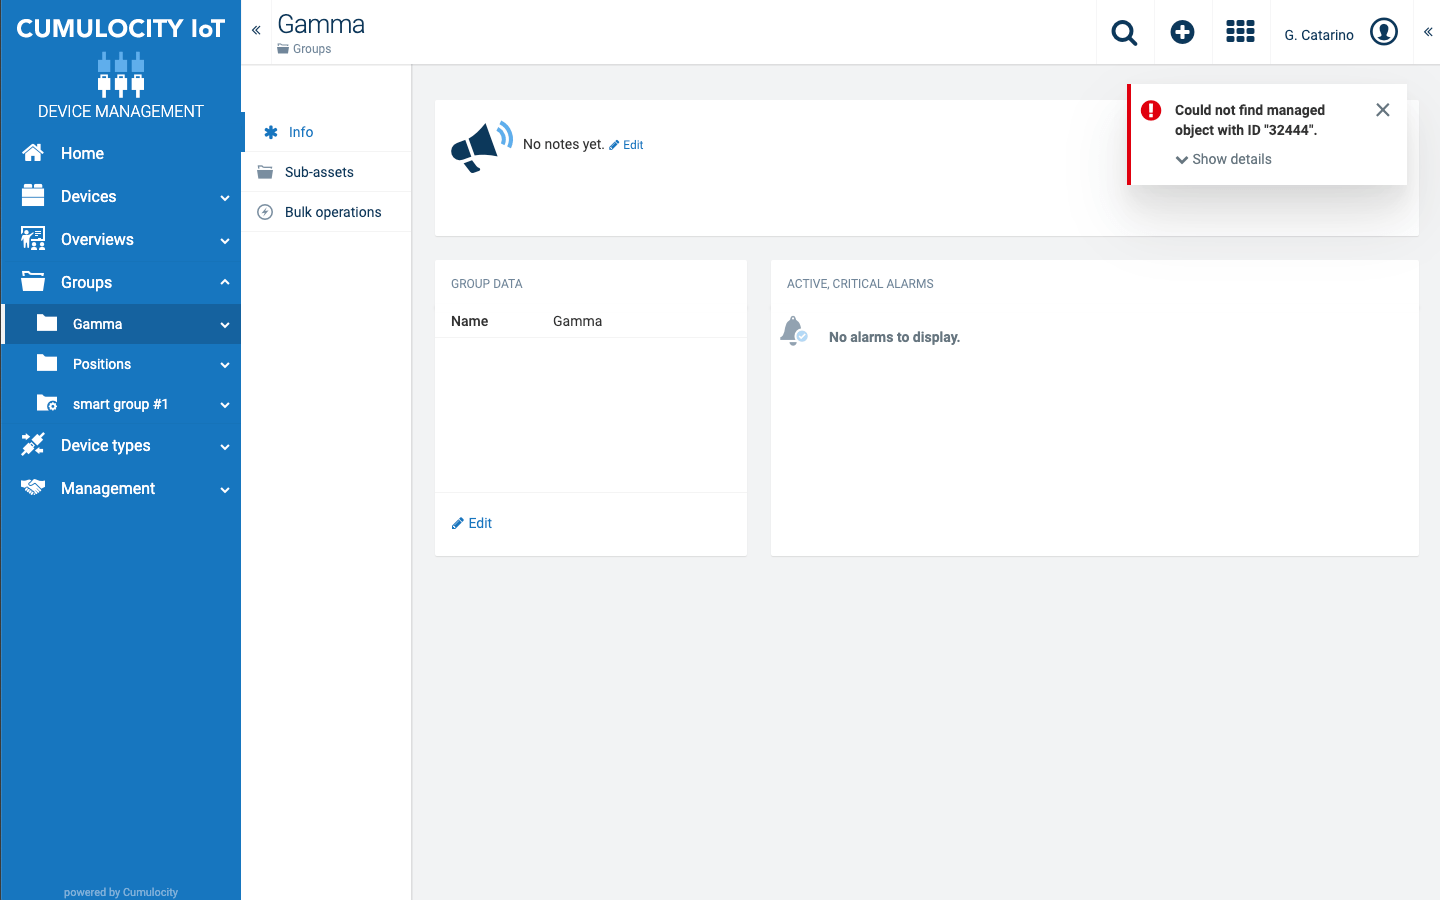 CUMULOCITY IoT
DEVICE MANAGEMENT
Home
Devices
Overviews
Groups
Gamma
Positions
smart group #1
Device types
Management
powered by Cumulocity
«
Gamma
Groups
G. Catarino
«
Info
Sub-assets
Bulk operations
No notes yet. Edit
Could not find managed
object with ID "32444".
Show details
GROUP DATA
Name Gamma
Edit
ACTIVE, CRITICAL ALARMS
No alarms to display.